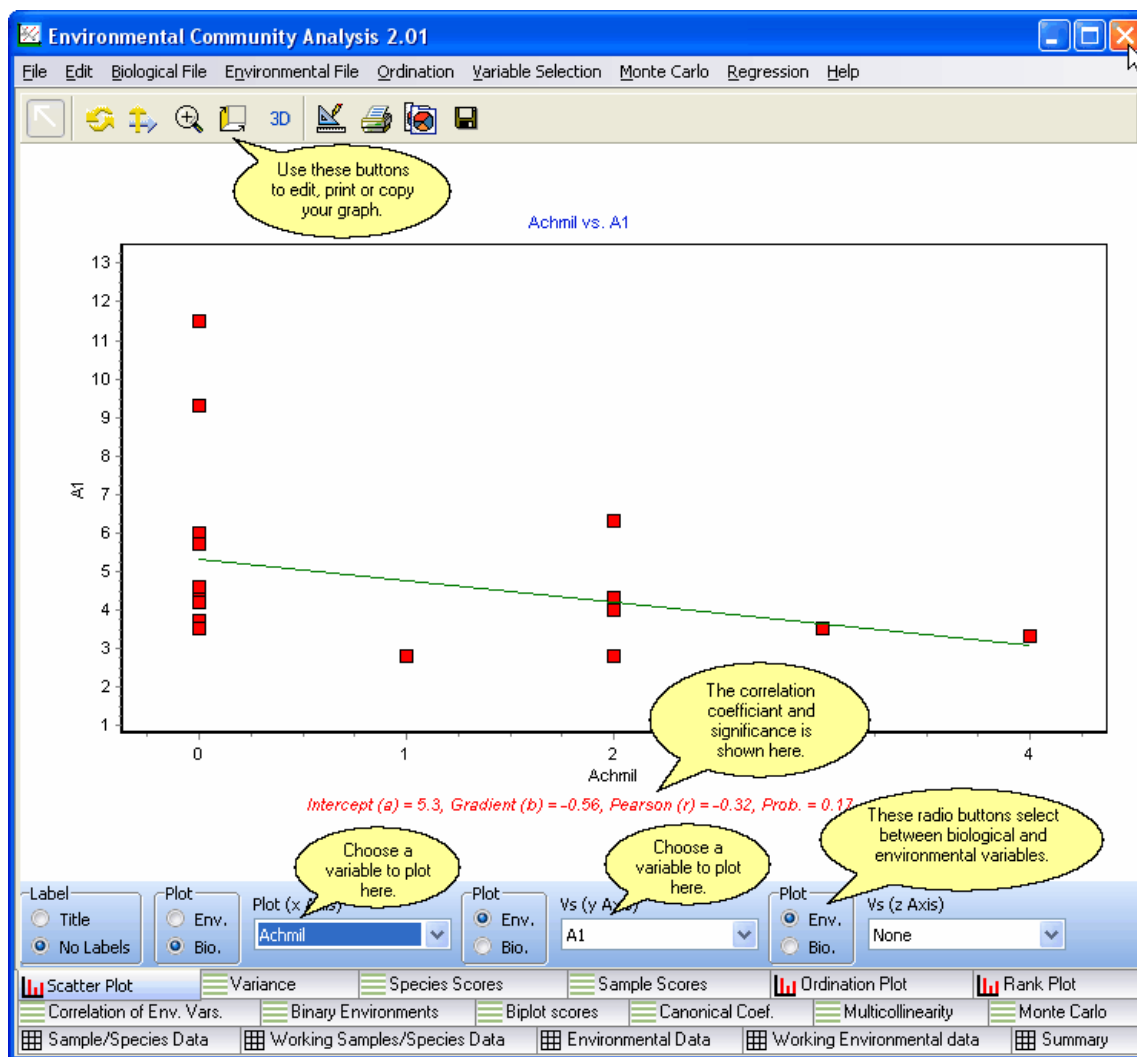 Environmental Community Analysis 2.01
File Edit Biological File Environmental File Ordination Variable Selection Monte Carlo Regression Help
3D
Use these buttons
to edit, print or copy
your graph.
Achmil vs. A1
13
12
11
10
9
8
7
6
5
4
3
2
1
A1
0 1 2 4
Achmil
The correlation
coefficiant and
significance is
shown here.
Intercept (a) = 5.3, Gradient (b) = -0.56, Pearson (r) = -0.32, Prob. = 0.17
These radio buttons select
between biological and
environmental variables.
Choose a
variable to plot
here.
Choose a
variable to plot
here.
Label
Title
No Labels
Plot
Env.
Bio.
Plot (x Axis)
Achmil
Plot
Env.
Bio.
Vs (y Axis)
A1
Plot
Env.
Bio.
Vs (z Axis)
None
Scatter Plot Variance Species Scores Sample Scores Ordination Plot Rank Plot
Correlation of Env. Vars. Binary Environments Biplot scores Canonical Coef. Multicollinearity Monte Carlo
Sample/Species Data Working Samples/Species Data Environmental Data Working Environmental data Summary